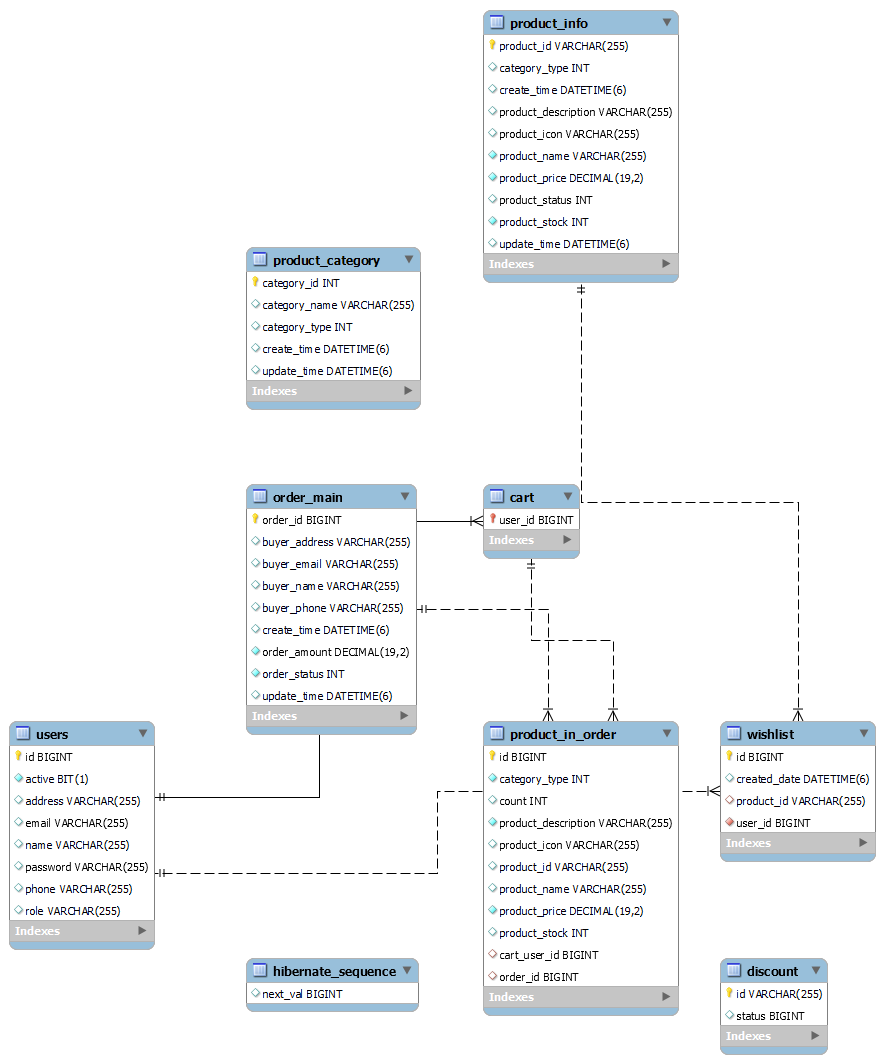 product_info
product_id VARCHAR(255)
category_type INT
create_time DATETIME(6)
product_description VARCHAR(255)
product_icon VARCHAR(255)
product_name VARCHAR(255)
product_price DECIMAL(19,2)
product_status INT
product_stock INT
update_time DATETIME(6)
Indexes
product_category
category_id INT
category_name VARCHAR(255)
category_type INT
create_time DATETIME(6)
update_time DATETIME(6)
Indexes
order_main
order_id BIGINT
buyer_address VARCHAR(255)
buyer_email VARCHAR(255)
buyer_name VARCHAR(255)
buyer_phone VARCHAR(255)
create_time DATETIME(6)
order_amount DECIMAL(19,2)
order_status INT
update_time DATETIME(6)
Indexes
cart
user_id BIGINT
Indexes
users
id BIGINT
active BIT(1)
address VARCHAR(255)
email VARCHAR(255)
name VARCHAR(255)
password VARCHAR(255)
phone VARCHAR(255)
role VARCHAR(255)
Indexes
product_in_order
id BIGINT
category_type INT
count INT
product_description VARCHAR(255)
product_icon VARCHAR(255)
product_id VARCHAR(255)
product_name VARCHAR(255)
product_price DECIMAL(19,2)
product_stock INT
cart_user_id BIGINT
order_id BIGINT
Indexes
wishlist
id BIGINT
created_date DATETIME(6)
product_id VARCHAR(255)
user_id BIGINT
Indexes
hibernate_sequence
next_val BIGINT
discount
id VARCHAR(255)
status BIGINT
Indexes